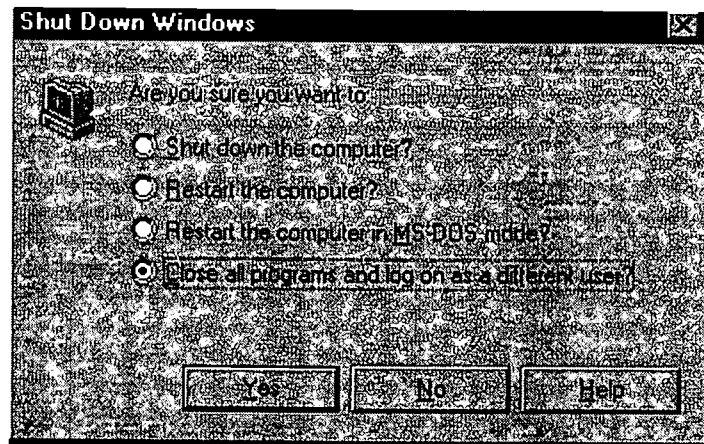 Shut Down Windows
Are you sure you want to:
Shut down the computer?
Restart the computer?
Restart the computer in MS-DOS mode?
Close all programs and log on as a different user?
Yes No Help